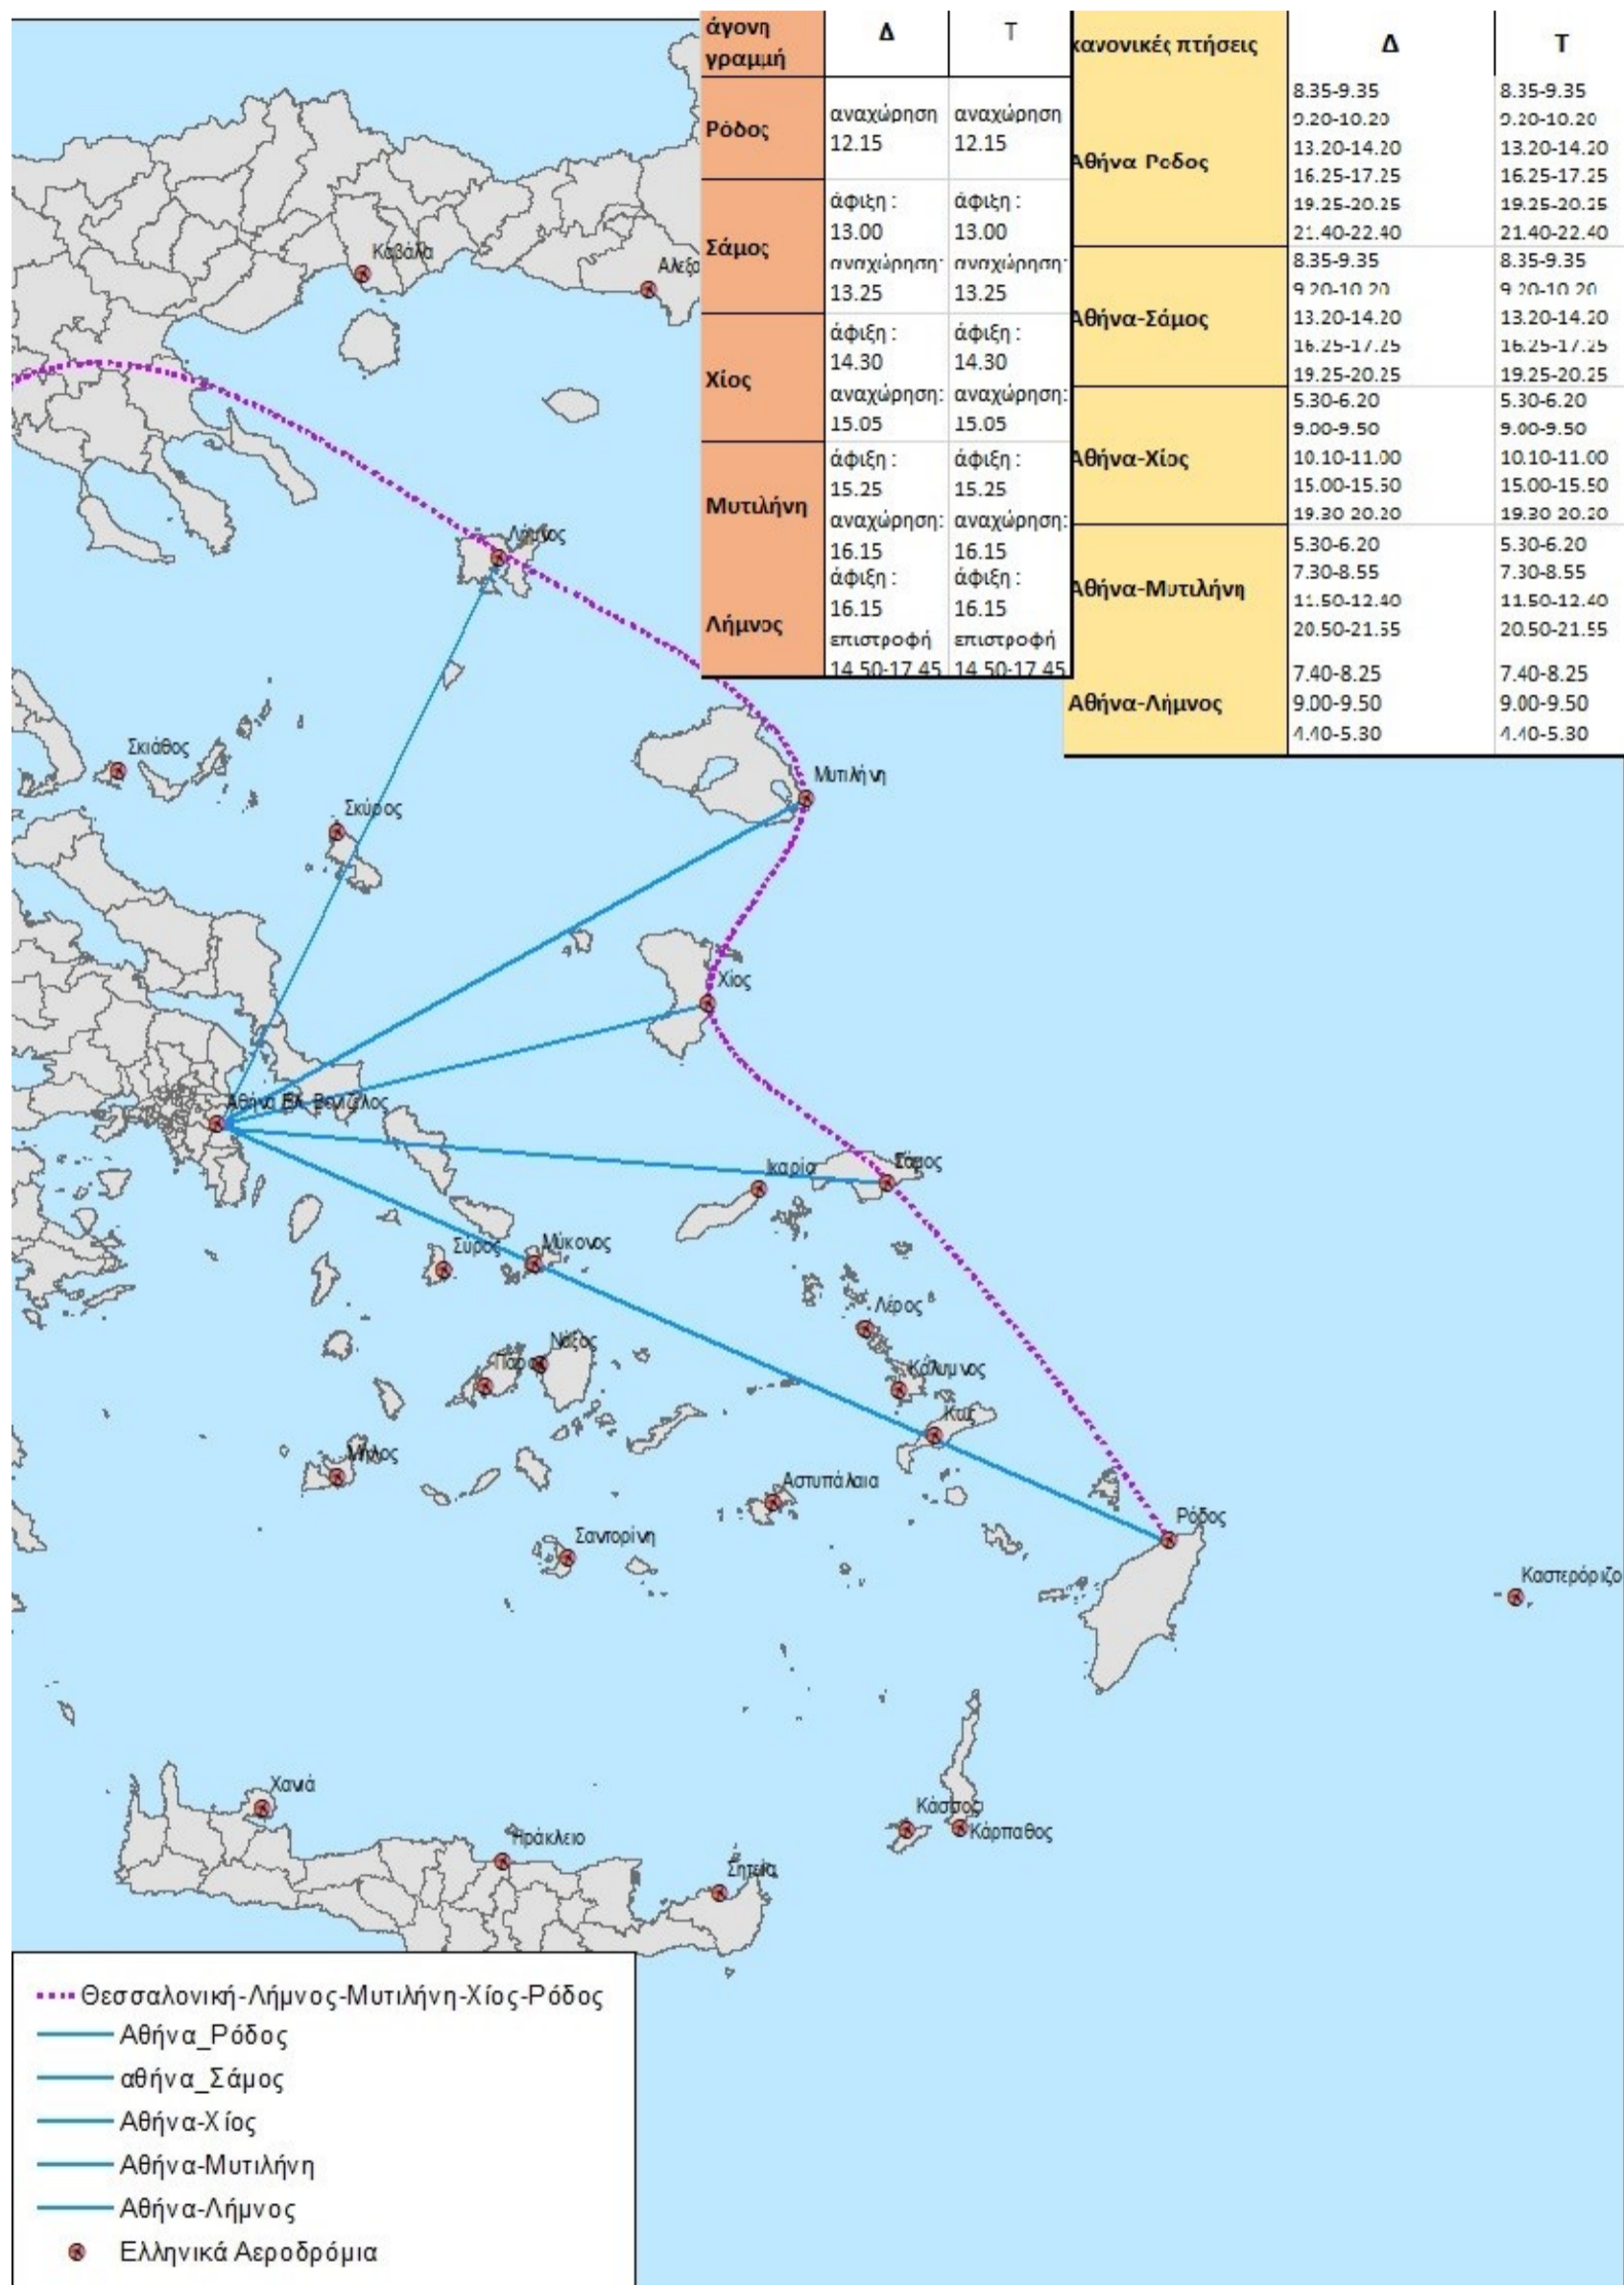 άγονη
γραμμή
Δ
Τ
Ρόδος
αναχώρηση
12.15
αναχώρηση
12.15
Σάμος
άφιξη :
13.00
αναχώρηση:
13.25
άφιξη :
13.00
αναχώρηση:
13.25
Χίος
άφιξη :
14.30
αναχώρηση:
15.05
άφιξη :
14.30
αναχώρηση:
15.05
Μυτιλήνη
άφιξη :
15.25
αναχώρηση:
16.15
άφιξη :
15.25
αναχώρηση:
16.15
Λήμνος
άφιξη :
16.15
επιστροφή
14.50-17.45
άφιξη :
16.15
επιστροφή
14.50-17.45
κανονικές πτήσεις
Δ
Τ
Αθήνα Ροδος
8.35-9.35
9.20-10.20
13.20-14.20
16.25-17.25
19.25-20.25
21.40-22.40
8.35-9.35
9.20-10.20
13.20-14.20
16.25-17.25
19.25-20.25
21.40-22.40
Αθήνα-Σάμος
8.35-9.35
9.20-10.20
13.20-14.20
16.25-17.25
19.25-20.25
8.35-9.35
9.20-10.20
13.20-14.20
16.25-17.25
19.25-20.25
Αθήνα-Χίος
5.30-6.20
9.00-9.50
10.10-11.00
15.00-15.50
19.30 20.20
5.30-6.20
9.00-9.50
10.10-11.00
15.00-15.50
19.30 20.20
Αθήνα-Μυτιλήνη
5.30-6.20
7.30-8.55
11.50-12.40
20.50-21.55
5.30-6.20
7.30-8.55
11.50-12.40
20.50-21.55
Αθήνα-Λήμνος
7.40-8.25
9.00-9.50
4.40-5.30
7.40-8.25
9.00-9.50
4.40-5.30
Καβάλα
Αλεξο
Λήμνος
Σκιάθος
Σκύρος
Μυτιλήνη
Χίος
Αθήνα Ελ. Βενιζέλος
Ικαρία
Σάμος
Σύρος
Μύκονος
Λέρος
Νάξος
Πάρος
Κάλυμνος
Κως
Μήλος
Αστυπάλαια
Ρόδος
Σαντορίνη
Καστερόριζο
Χανιά
Κάσσος
Κάρπαθος
Ηράκλειο
Σητεία
Θεσσαλονική-Λήμνος-Μυτιλήνη-Χίος-Ρόδος
Αθήνα_Ρόδος
αθήνα_Σάμος
Αθήνα-Χίος
Αθήνα-Μυτιλήνη
Αθήνα-Λήμνος
Ελληνικά Αεροδρόμια